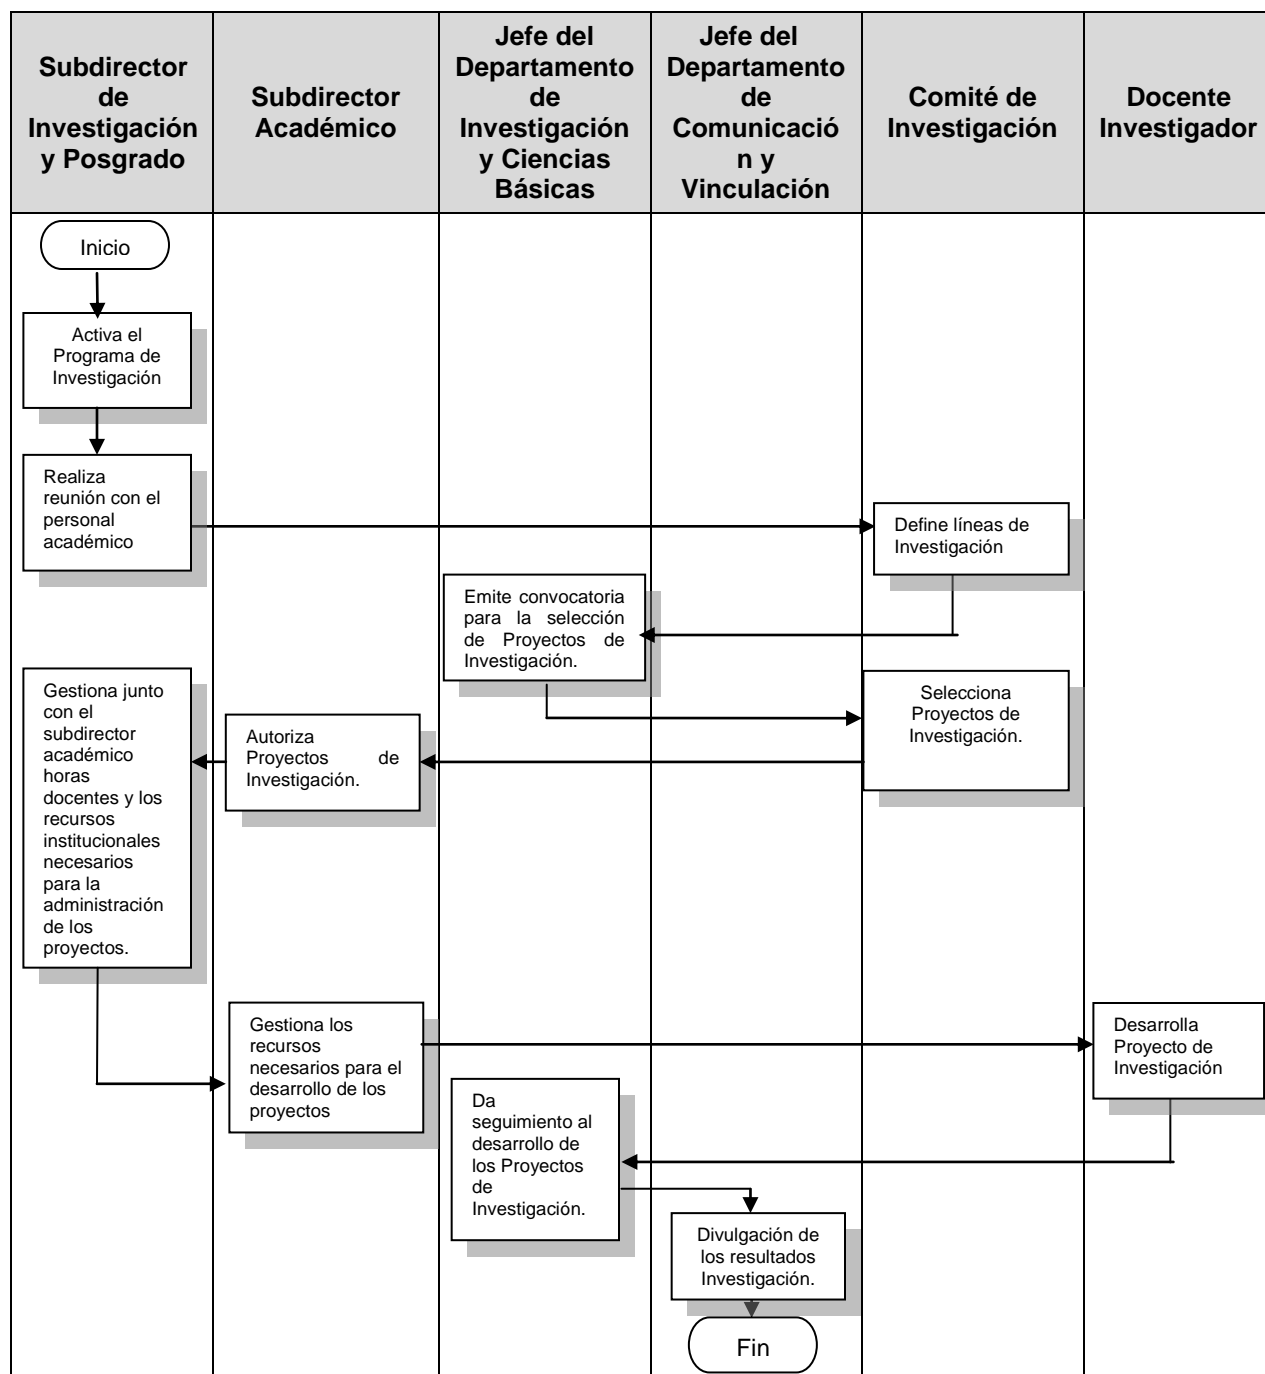 Subdirector
de
Investigación
y Posgrado
Subdirector
Académico
Jefe del
Departamento
de
Investigación
y Ciencias
Básicas
Jefe del
Departamento
de
Comunicació
n y
Vinculación
Comité de
Investigación
Docente
Investigador
Inicio
Activa el
Programa de
Investigación
Realiza
reunión con el
personal
académico
Define líneas de
Investigación
Emite convocatoria
para la selección
de Proyectos de
Investigación.
Selecciona
Proyectos de
Investigación.
Autoriza
Proyectos de
Investigación.
Gestiona junto
con el
subdirector
académico
horas
docentes y los
recursos
institucionales
necesarios
para la
administración
de los
proyectos.
Gestiona los
recursos
necesarios para el
desarrollo de los
proyectos
Desarrolla
Proyecto de
Investigación
Da
seguimiento al
desarrollo de
los Proyectos
de
Investigación.
Divulgación de
los resultados
Investigación.
Fin